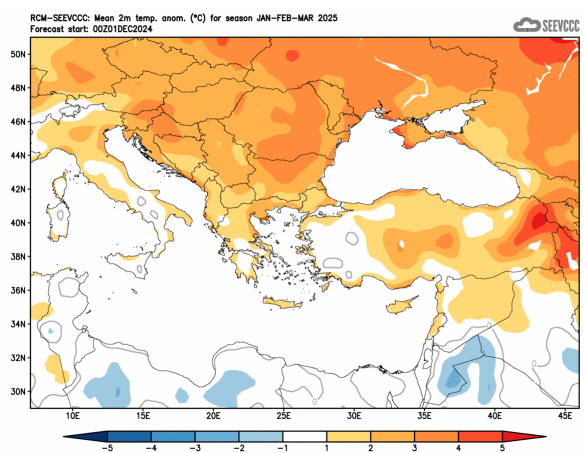 RCM-SEEVCCC: Mean 2m temp. anom. (°C) for season JAN-FEB-MAR 2025
Forecast start: 00Z01DEC2024
SEEVCCC
50N
48N
46N
44N
42N
40N
38N
36N
34N
32N
30N
10E 15E 20E 25E 30E 35E 40E 45E
0
0
-5 -4 -3 -2 -1 1 2 3 4 5